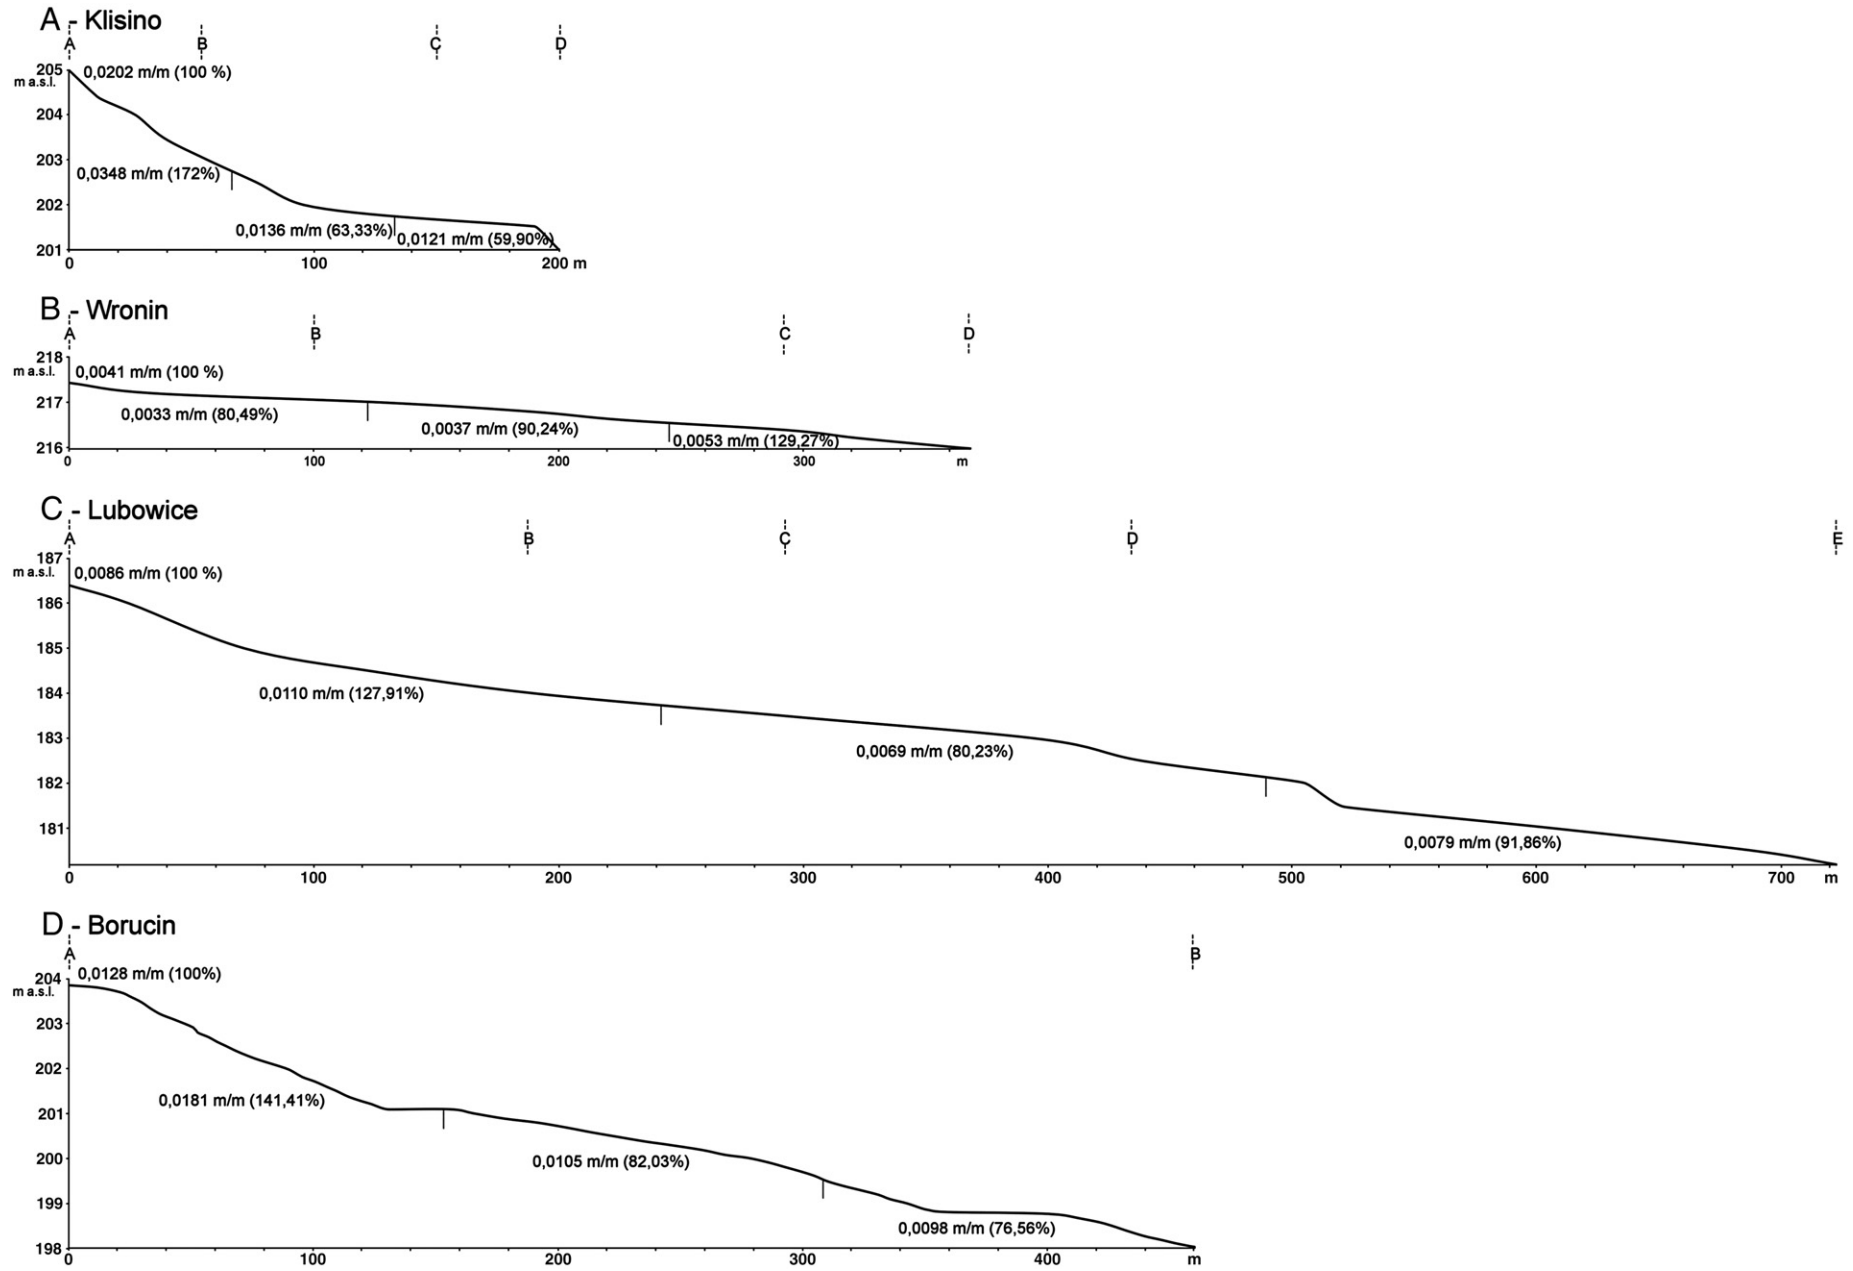 A - Klisino
A B C D
205
m a.s.l.
0,0202 m/m (100 %)
204
203
0,0348 m/m (172%)
202
0,0136 m/m (63,33%)
0,0121 m/m (59,90%)
201
0 100 200 m
B - Wronin
A B C D
218
m a.s.l.
0,0041 m/m (100 %)
217
0,0033 m/m (80,49%)
0,0037 m/m (90,24%)
0,0053 m/m (129,27%)
216
0 100 200 300 m
C - Lubowice
A B C D E
187
m a.s.l.
0,0086 m/m (100 %)
186
185
184
0,0110 m/m (127,91%)
183
0,0069 m/m (80,23%)
182
181
0,0079 m/m (91,86%)
0 100 200 300 400 500 600 700 m
D - Borucin
A B
204
m a.s.l.
0,0128 m/m (100%)
203
202
0,0181 m/m (141,41%)
201
200
0,0105 m/m (82,03%)
199
0,0098 m/m (76,56%)
198
0 100 200 300 400 m